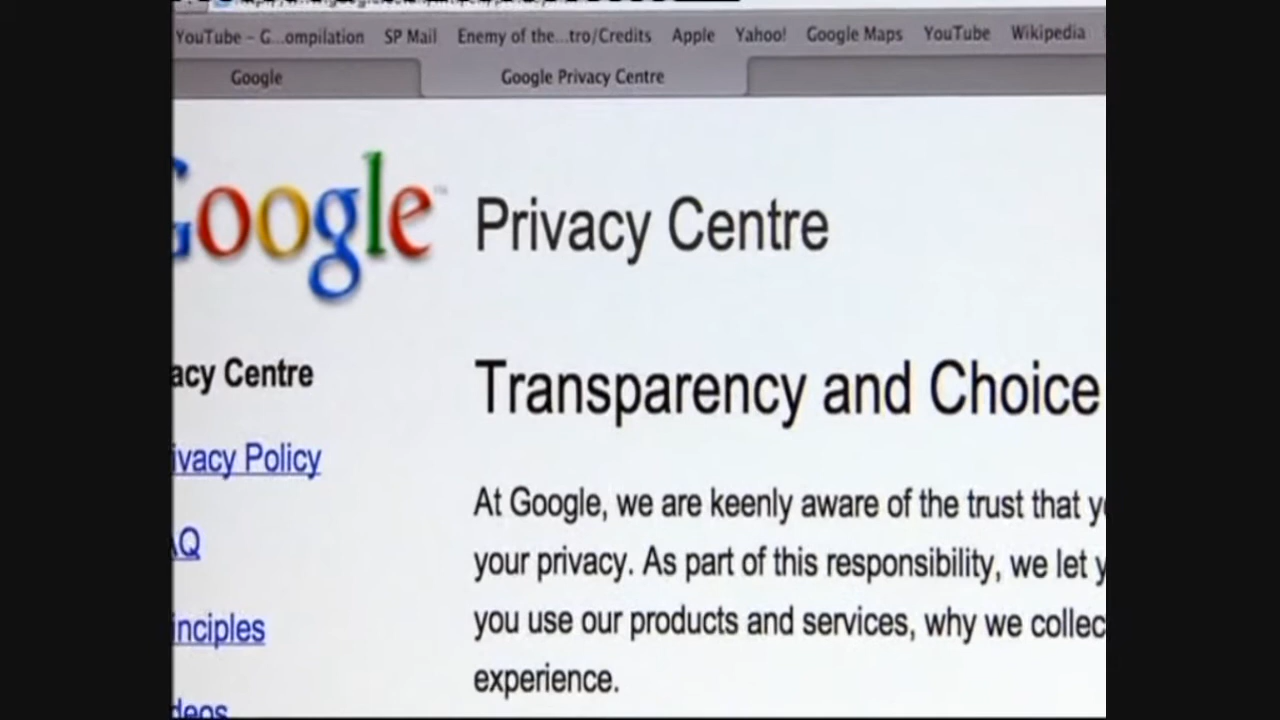 YouTube - G...ompilation SP Mail Enemy of the...tro/Credits Apple Yahoo! Google Maps YouTube Wikipedia
Google Google Privacy Centre
Google™ Privacy Centre
acy Centre
Transparency and Choice
ivacy Policy
At Google, we are keenly aware of the trust that y
AQ
your privacy. As part of this responsibility, we let y
inciples
you use our products and services, why we collec
experience.
deos